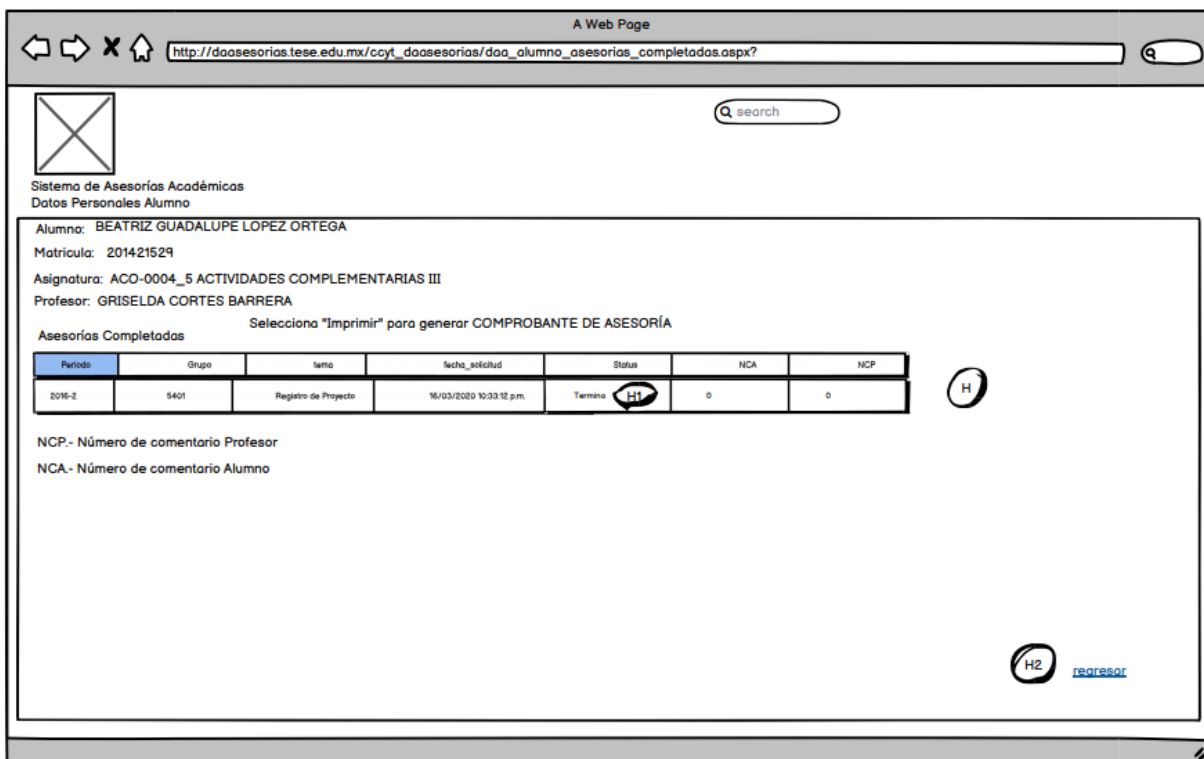 A Web Page
http://daasesorias.tese.edu.mx/ccyt_daasesorias/daa_alumno_asesorias_completadas.aspx?
search
Sistema de Asesorías Académicas
Datos Personales Alumno
Alumno: BEATRIZ GUADALUPE LOPEZ ORTEGA
Matricula: 201421529
Asignatura: ACO-0004_5 ACTIVIDADES COMPLEMENTARIAS III
Profesor: GRISELDA CORTES BARRERA
Selecciona "Imprimir" para generar COMPROBANTE DE ASESORÍA
Asesorías Completadas
Periodo Grupo tema fecha_solicitud Status NCA NCP
2016-2 5401 Registro de Proyecto 16/03/2020 10:33:12 p.m. Termina H1 0 0 H
NCP.- Número de comentario Profesor
NCA.- Número de comentario Alumno
H2 regresar